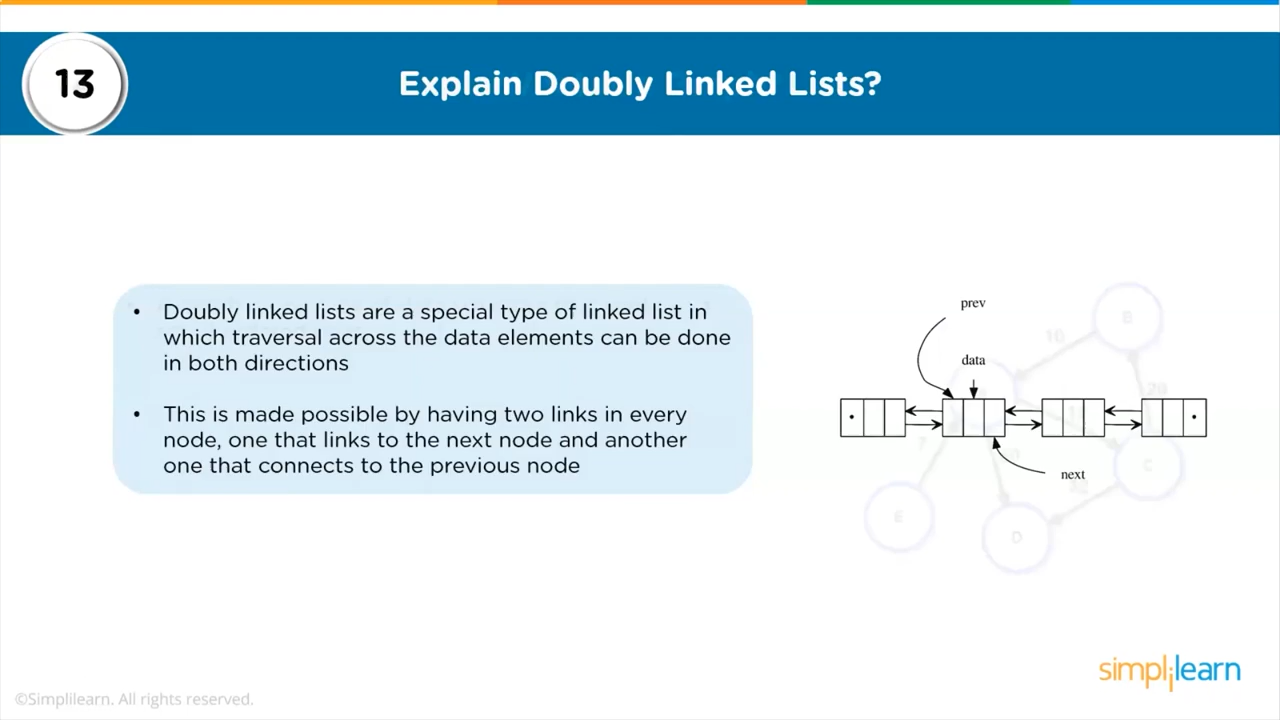 13
Explain Doubly Linked Lists?
• Doubly linked lists are a special type of linked list in
which traversal across the data elements can be done
in both directions
• This is made possible by having two links in every
node, one that links to the next node and another
one that connects to the previous node
prev
data
next
B
10
20
C
E
D
simplilearn
©Simplilearn. All rights reserved.